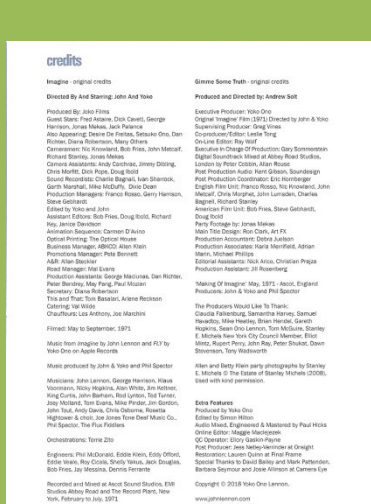 credits
Imagine - original credits
Directed By And Starring: John And Yoko
Produced By: Joko Films
Guest Stars: Fred Astaire, Dick Cavett, George
Harrison, Jonas Mekas, Jack Palance
Also Appearing: Desire De Freitas, Setsuko Ono, Dan
Richter, Diana Robertson, Many Others
Cameramen: Nic Knowland, Bob Fries, John Metcalf,
Richard Stanley, Jonas Mekas
Camera Assistants: Andy Carchrae, Jimmy Dibling,
Chris Moffitt, Dick Pope, Doug Ibold
Sound Recordists: Charlie Bagnall, Ivan Sharrock,
Garth Marshall, Mike McDuffy, Dixie Dean
Production Managers: Franco Rosso, Gerry Harrison,
Steve Gebhardt
Edited by Yoko and John
Assistant Editors: Bob Fries, Doug Ibold, Richard
Key, Janice Davidson
Animation Sequence: Carmen D'Avino
Optical Printing: The Optical House
Business Manager, ABKCO: Allan Klein
Promotions Manager: Pete Bennett
A&R: Allan Steckler
Road Manager: Mal Evans
Production Assistants: George Maciunas, Dan Richter,
Peter Bendrey, May Pang, Paul Mozian
Secretary: Diana Robertson
This and That: Tom Basalari, Arlene Reckson
Catering: Val Wilde
Chauffeurs: Les Anthony, Joe Marchini
Filmed: May to September, 1971
Music from Imagine by John Lennon and FLY by
Yoko Ono on Apple Records
Music produced by John & Yoko and Phil Spector
Musicians: John Lennon, George Harrison, Klaus
Voormann, Nicky Hopkins, Alan White, Jim Keltner,
King Curtis, John Barham, Rod Lynton, Ted Turner,
Joey Molland, Tom Evans, Mike Pinder, Jim Gordon,
John Tout, Andy Davis, Chris Osborne, Rosetta
Hightower & choir, Joe Jones Tone Deaf Music Co.,
Phil Spector, The Flux Fiddlers
Orchestrations: Torrie Zito
Engineers: Phil McDonald, Eddie Klein, Eddy Offord,
Eddie Veale, Roy Cicala, Shelly Yakus, Jack Douglas,
Bob Fries, Jay Messina, Dennis Ferrante
Recorded and Mixed at Ascot Sound Studios, EMI
Studios Abbey Road and The Record Plant, New
York, February to July, 1971
Gimme Some Truth - original credits
Produced and Directed by: Andrew Solt
Executive Producer: Yoko Ono
Original 'Imagine' Film (1971) Directed by John & Yoko
Supervising Producer: Greg Vines
Co-producer/Editor: Leslie Tong
On-Line Editor: Ray Wolf
Executive In Charge Of Production: Gary Sommerstein
Digital Soundtrack Mixed at Abbey Road Studios,
London by Peter Cobbin, Allan Rouse
Post Production Audio: Kent Gibson, Soundesign
Post Production Coordinator: Eric Hornberger
English Film Unit: Franco Rosso, Nic Knowland, John
Metcalf, Chris Morphet, John Lumsden, Charles
Bagnell, Richard Stanley
American Film Unit: Bob Fries, Steve Gebhardt,
Doug Ibold
Party Footage by: Jonas Mekas
Main Title Design: Ron Clark, Art FX
Production Accountant: Debra Judson
Production Associates: Karla Merrifield, Adrian
Marin, Michael Phillips
Editorial Assistants: Nick Arico, Christian Prejza
Production Assistant: Jill Rosenberg
'Making Of Imagine' May, 1971 - Ascot, England
Producers: John & Yoko and Phil Spector
The Producers Would Like To Thank:
Claudia Falkenburg, Samantha Harvey, Samuel
Havadtoy, Mike Heatley, Brian Hendel, Gareth
Hopkins, Sean Ono Lennon, Tom McGuire, Stanley
E. Michels New York City Council Member, Elliot
Mintz, Rupert Perry, John Ray, Peter Shukat, Dawn
Stevenson, Tony Wadsworth
Allen and Betty Klein party photographs by Stanley
E. Michels © The Estate of Stanley Michels (2008),
Used with kind permission.
Extra Features
Produced by Yoko Ono
Edited by Simon Hilton
Audio Mixed, Engineered & Mastered by Paul Hicks
Online Editor: Maggie Maciejczek
QC Operator: Ellory Gaskin-Payne
Post Producer: Jess Nelley-Verrinder at Onsight
Restoration: Lauren Quinn at Final Frame
Special Thanks to David Bailey and Mark Pattenden,
Barbara Seymour and Josie Allinson at Camera Eye
Copyright © 2018 Yoko Ono Lennon.
www.johnlennon.com